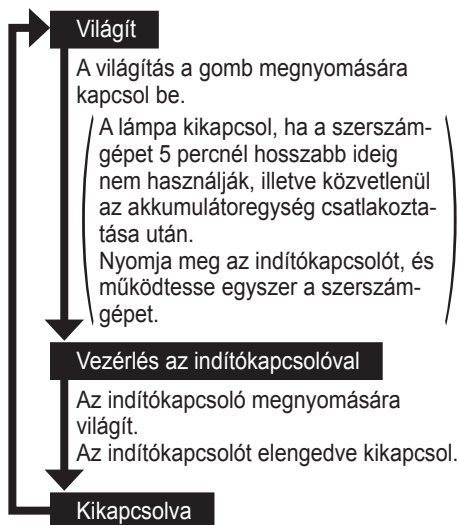 Világít
A világítás a gomb megnyomására
kapcsol be.
A lámpa kikapcsol, ha a szerszám-
gépet 5 percnél hosszabb ideig
nem használják, illetve közvetlenül
az akkumulátoregység csatlakozta-
tása után.
Nyomja meg az indítókapcsolót, és
működtesse egyszer a szerszám-
gépet.
Vezérlés az indítókapcsolóval
Az indítókapcsoló megnyomására
világít.
Az indítókapcsolót elengedve kikapcsol.
Kikapcsolva